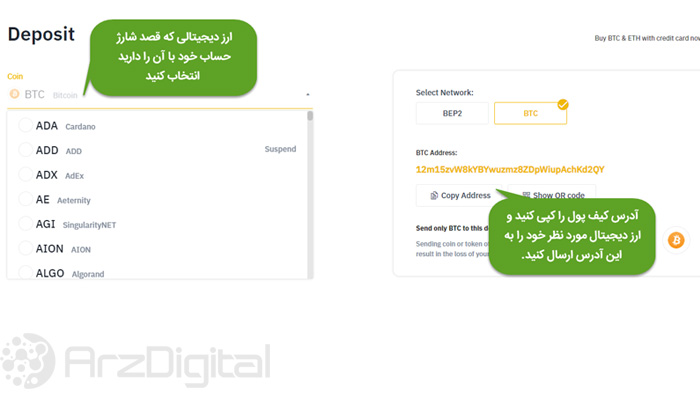 Deposit
ارز دیجیتالی که قصد شارژ
حساب خود با آن را دارید
انتخاب کنید
Buy BTC & ETH with credit card now
Coin
BTC Bitcoin
ADA Cardano
ADD ADD Suspend
ADX AdEx
AE Aeternity
AGI SingularityNET
AION AION
ALGO Algorand
Select Network:
BEP2
BTC
BTC Address:
12m15zvW8kYBYwuzmz8ZDpWiupAchKd2QY
Copy Address
Show QR code
آدرس کیف پول را کپی کنید و
ارز دیجیتال مورد نظر خود را به
این آدرس ارسال کنید.
Send only BTC to this de
Sending coin or token o
result in the loss of your
ArzDigital